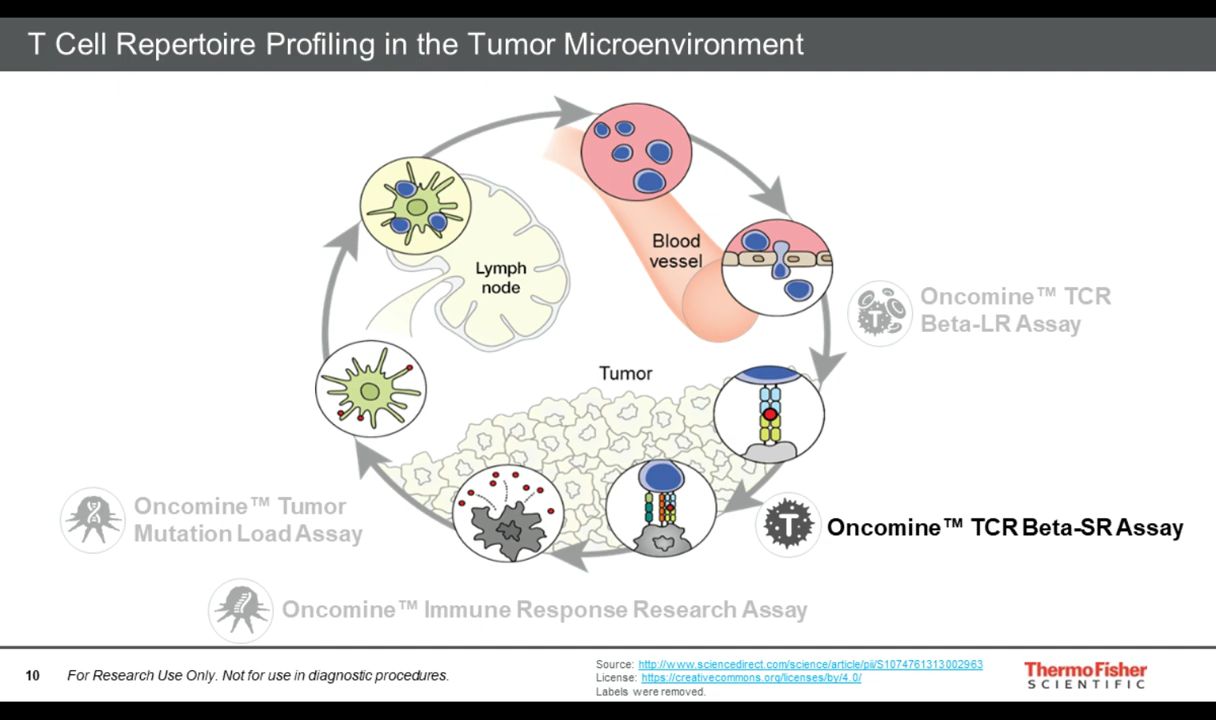 T Cell Repertoire Profiling in the Tumor Microenvironment
Lymph
node
Blood
vessel
Tumor
Oncomine™ TCR
Beta-LR Assay
Oncomine™ TCR Beta-SR Assay
Oncomine™ Tumor
Mutation Load Assay
Oncomine™ Immune Response Research Assay
10
For Research Use Only. Not for use in diagnostic procedures.
Source: http://www.sciencedirect.com/science/article/pii/S1074761313002963
License: https://creativecommons.org/licenses/by/4.0/
Labels were removed.
ThermoFisher
SCIENTIFIC
T
T